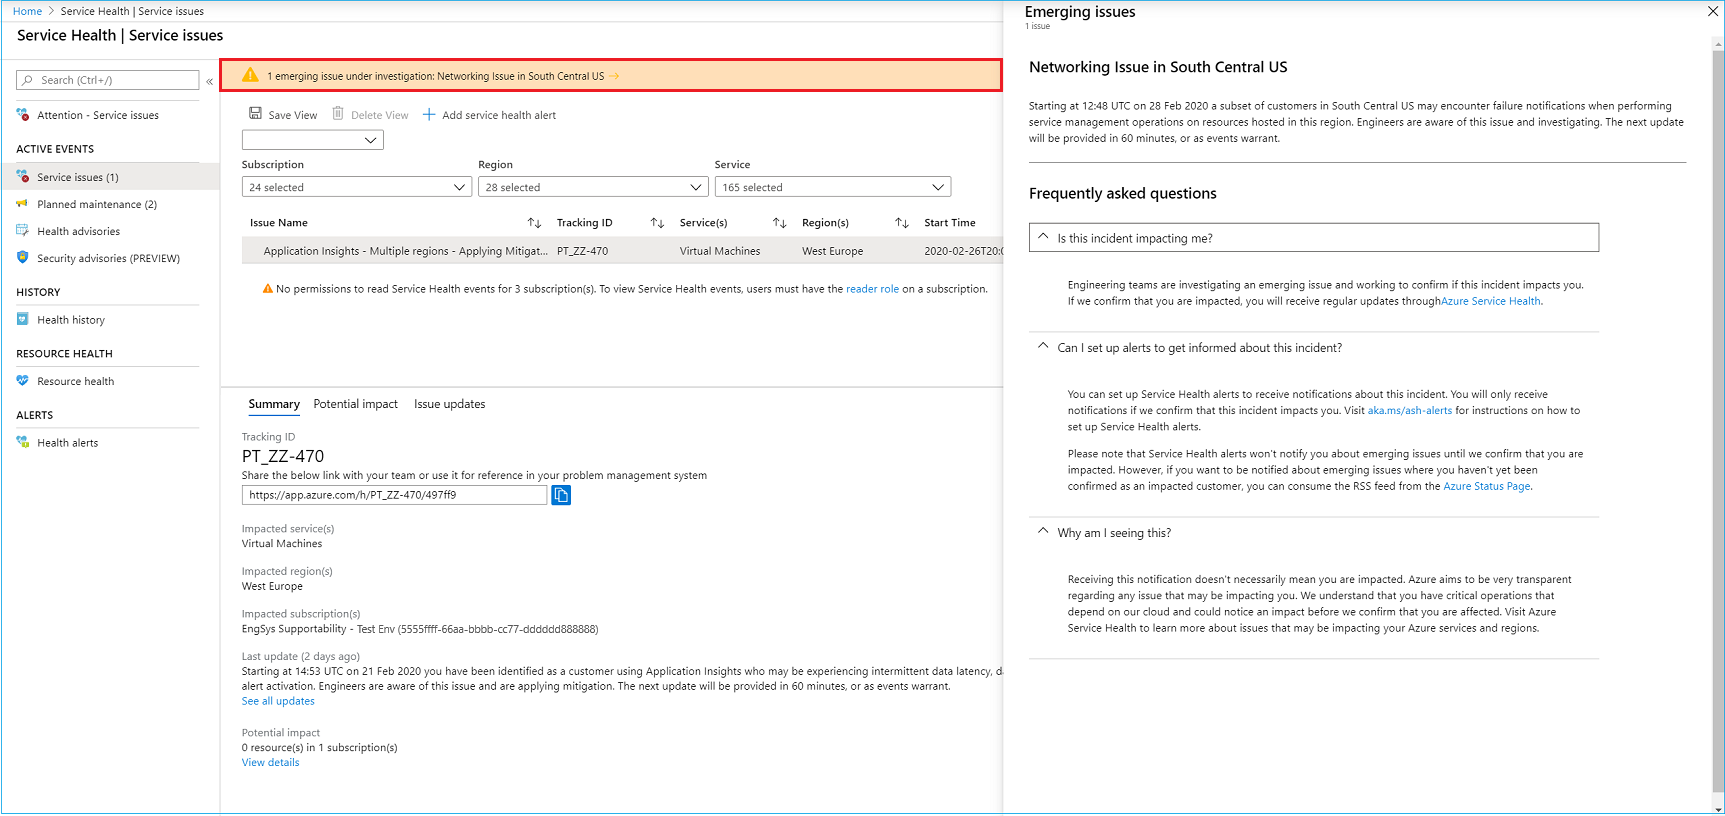 Home > Service Health | Service issues
Service Health | Service issues
Search (Ctrl+/)
«
Attention - Service issues
ACTIVE EVENTS
Service issues (1)
Planned maintenance (2)
Health advisories
Security advisories (PREVIEW)
HISTORY
Health history
RESOURCE HEALTH
Resource health
ALERTS
Health alerts
1 emerging issue under investigation: Networking Issue in South Central US →
Save View
Delete View
Add service health alert
Subscription
Region
Service
24 selected
28 selected
165 selected
Issue Name
Tracking ID
Service(s)
Region(s)
Start Time
Application Insights - Multiple regions - Applying Mitigat...
PT_ZZ-470
Virtual Machines
West Europe
2020-02-26T20:
No permissions to read Service Health events for 3 subscription(s). To view Service Health events, users must have the reader role on a subscription.
Summary
Potential impact
Issue updates
Tracking ID
PT_ZZ-470
Share the below link with your team or use it for reference in your problem management system
https://app.azure.com/h/PT_ZZ-470/497ff9
Impacted service(s)
Virtual Machines
Impacted region(s)
West Europe
Impacted subscription(s)
EngSys Supportability - Test Env (5555ffff-66aa-bbbb-cc77-dddddd888888)
Last update (2 days ago)
Starting at 14:53 UTC on 21 Feb 2020 you have been identified as a customer using Application Insights who may be experiencing intermittent data latency,
alert activation. Engineers are aware of this issue and are applying mitigation. The next update will be provided in 60 minutes, or as events warrant.
See all updates
Potential impact
0 resource(s) in 1 subscription(s)
View details
Emerging issues
1 issue
Networking Issue in South Central US
Starting at 12:48 UTC on 28 Feb 2020 a subset of customers in South Central US may encounter failure notifications when performing
service management operations on resources hosted in this region. Engineers are aware of this issue and investigating. The next update
will be provided in 60 minutes, or as events warrant.
Frequently asked questions
Is this incident impacting me?
Engineering teams are investigating an emerging issue and working to confirm if this incident impacts you.
If we confirm that you are impacted, you will receive regular updates throughAzure Service Health.
Can I set up alerts to get informed about this incident?
You can set up Service Health alerts to receive notifications about this incident. You will only receive
notifications if we confirm that this incident impacts you. Visit aka.ms/ash-alerts for instructions on how to
set up Service Health alerts.
Please note that Service Health alerts won't notify you about emerging issues until we confirm that you are
impacted. However, if you want to be notified about emerging issues where you haven't yet been
confirmed as an impacted customer, you can consume the RSS feed from the Azure Status Page.
Why am I seeing this?
Receiving this notification doesn't necessarily mean you are impacted. Azure aims to be very transparent
regarding any issue that may be impacting you. We understand that you have critical operations that
depend on our cloud and could notice an impact before we confirm that you are affected. Visit Azure
Service Health to learn more about issues that may be impacting your Azure services and regions.